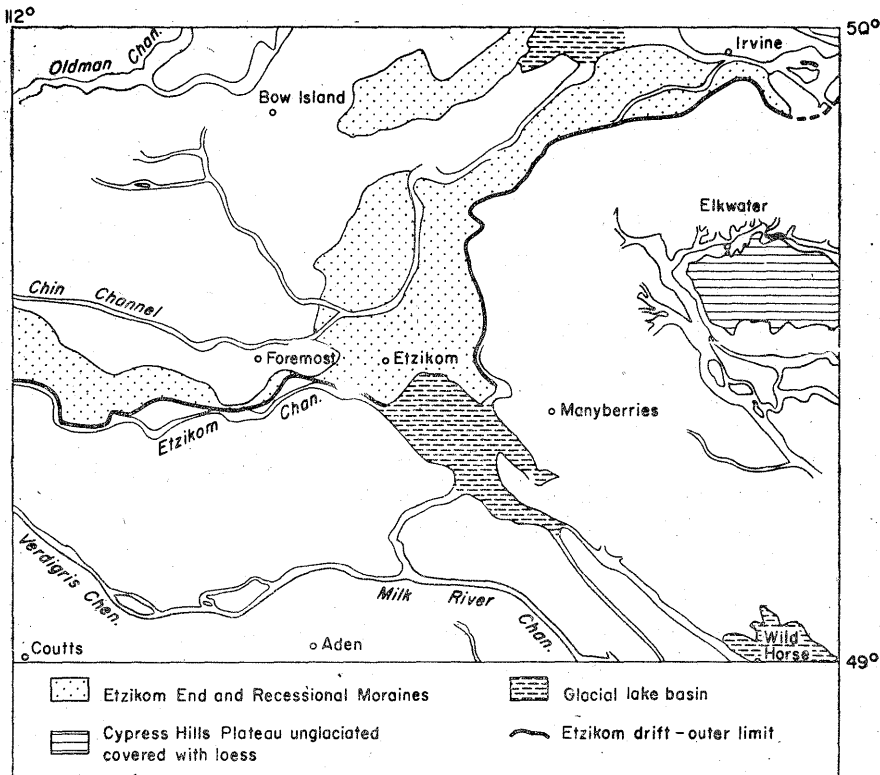 112°
50°
Oldman Chan.
Irvine
Bow Island
Elkwater
Chin Channel
Foremost
Etzikom
Manyberries
Etzikom Chan.
Verdigris Chen.
Milk River Chan.
Coutts
Aden
Wild
Horse
49°
Etzikom End and Recessional Moraines
Glacial lake basin
Cypress Hills Plateau unglaciated
covered with loess
Etzikom drift – outer limit